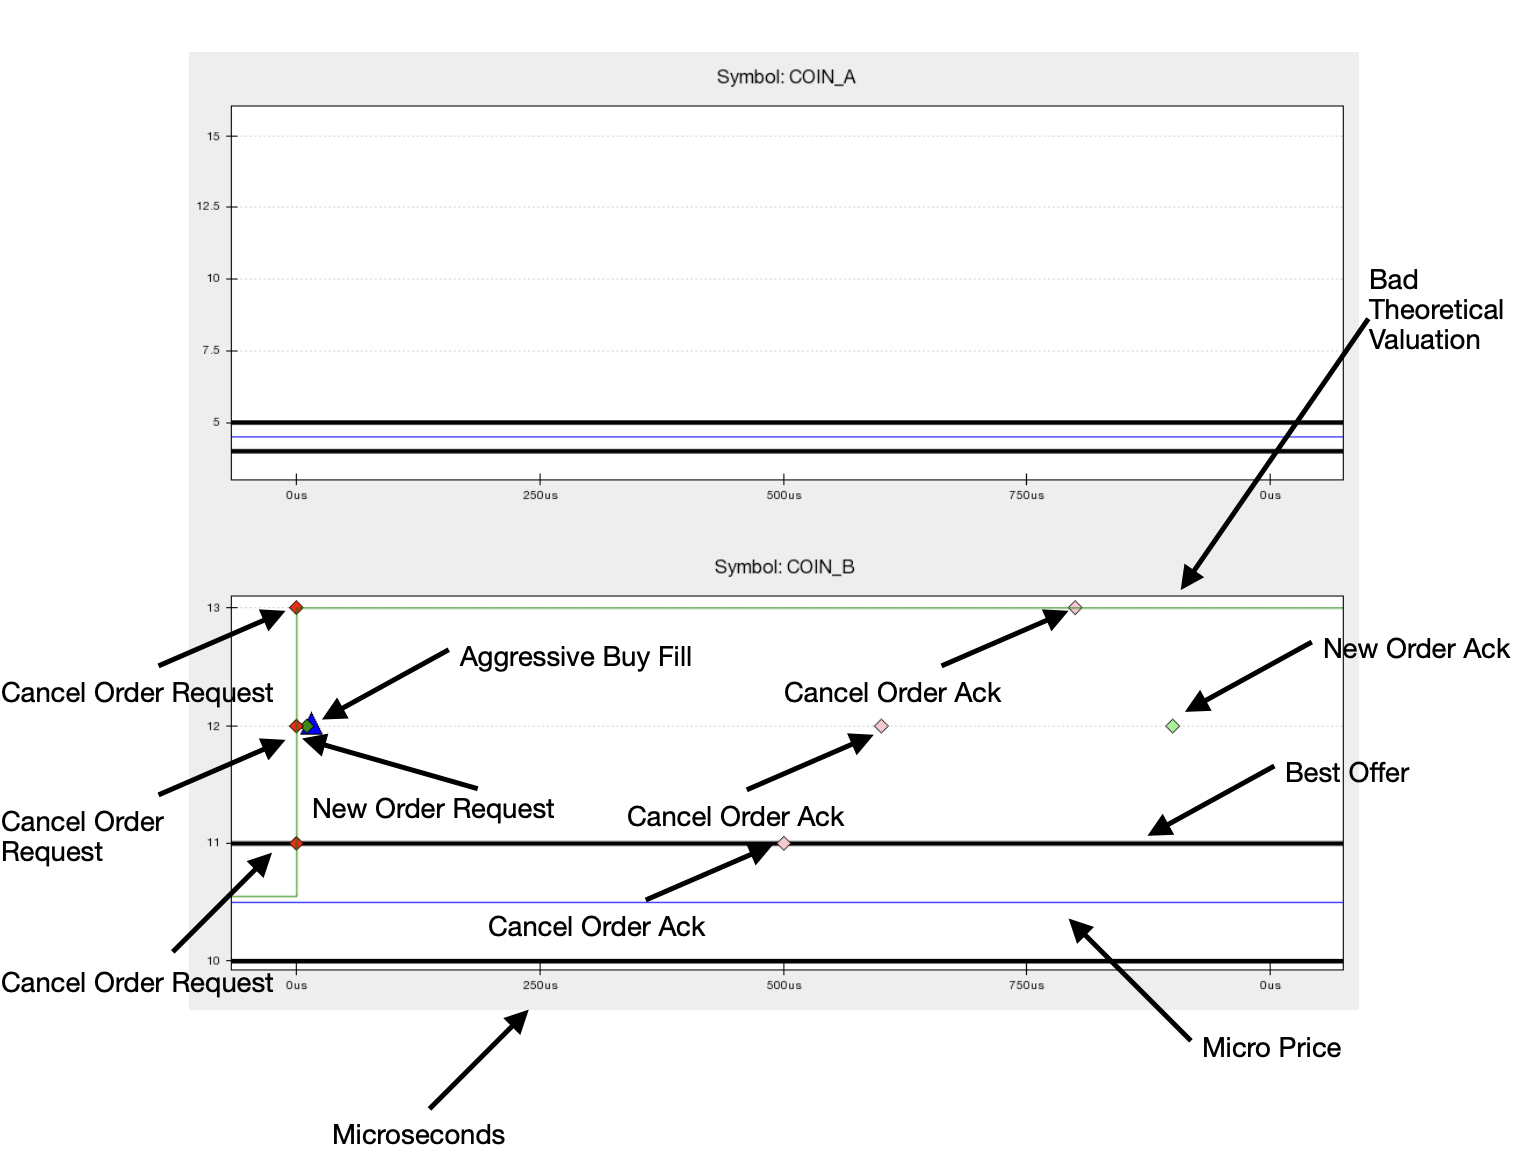 Symbol: COIN_A
15
12.5
10
7.5
5
0us 250us 500us 750us 0us
Bad
Theoretical
Valuation
Symbol: COIN_B
13
12
11
10
Cancel Order Request
Aggressive Buy Fill
Cancel Order Ack
New Order Ack
Cancel Order
Request
New Order Request
Cancel Order Ack
Best Offer
Cancel Order Ack
Cancel Order Request
0us 250us 500us 750us 0us
Micro Price
Microseconds